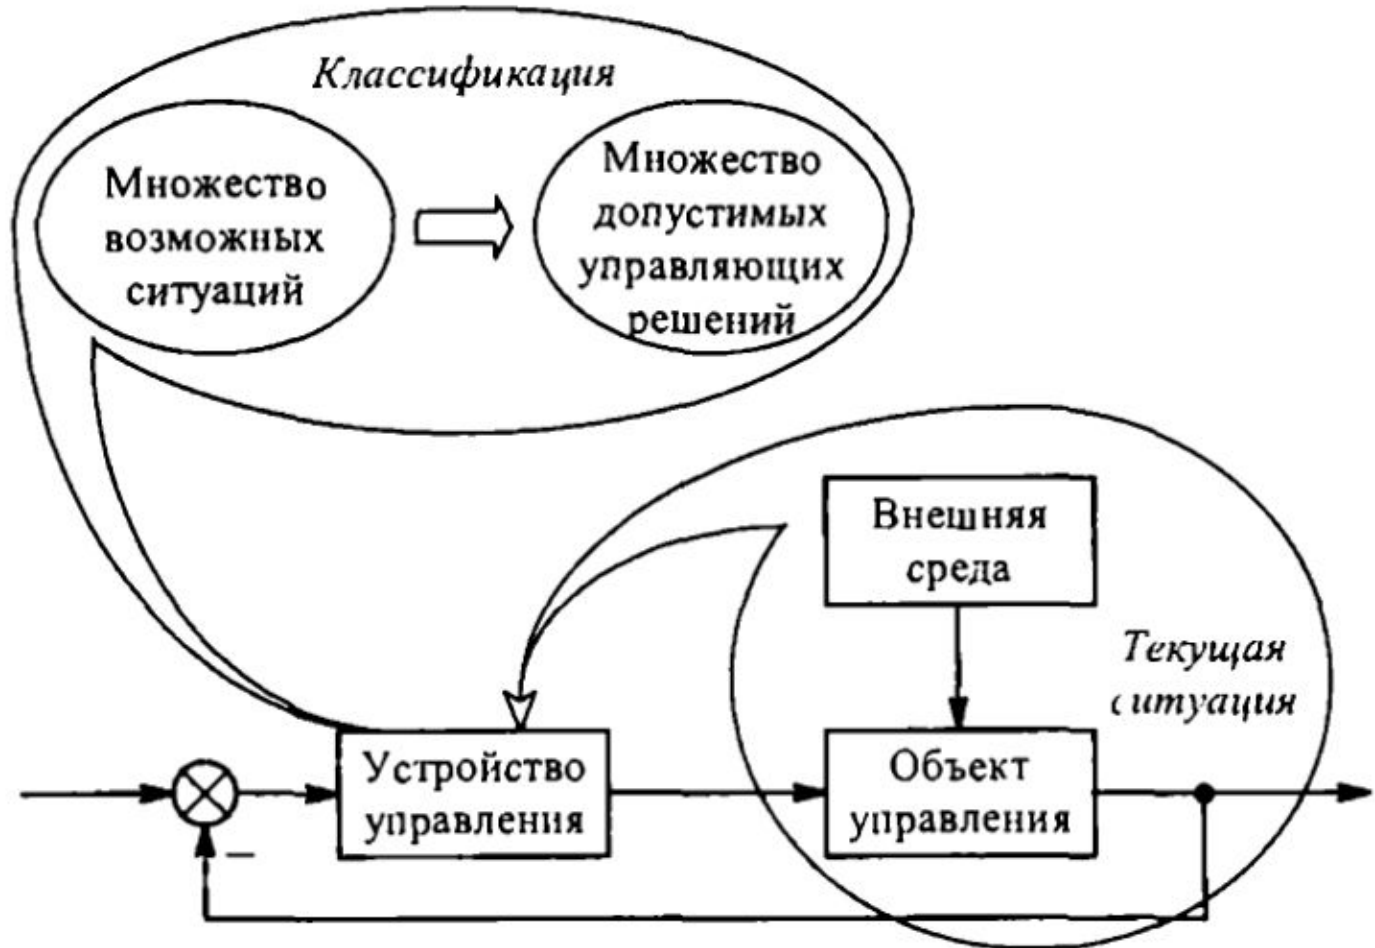 Классификация
Множество
возможных
ситуаций
Множество
допустимых
управляющих
решений
Внешняя
среда
Текущая
ситуация
Устройство
управления
Объект
управления
–